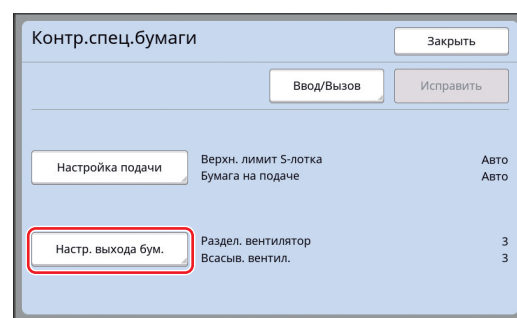 Контр.спец.бумаги
Закрыть
Ввод/Вызов
Исправить
Настройка подачи
Верхн. лимит S-лотка
Авто
Бумага на подаче
Авто
Настр. выхода бум.
Раздел. вентилятор
3
Всасыв. вентил.
3